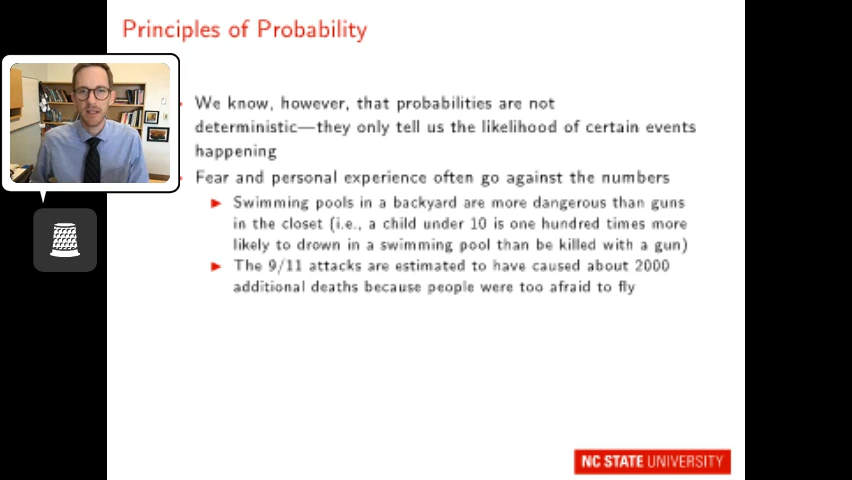 Principles of Probability
We know, however, that probabilities are not
deterministic—they only tell us the likelihood of certain events
happening
Fear and personal experience often go against the numbers
Swimming pools in a backyard are more dangerous than guns
in the closet (i.e., a child under 10 is one hundred times more
likely to drown in a swimming pool than be killed with a gun)
The 9/11 attacks are estimated to have caused about 2000
additional deaths because people were too afraid to fly
NC STATE UNIVERSITY